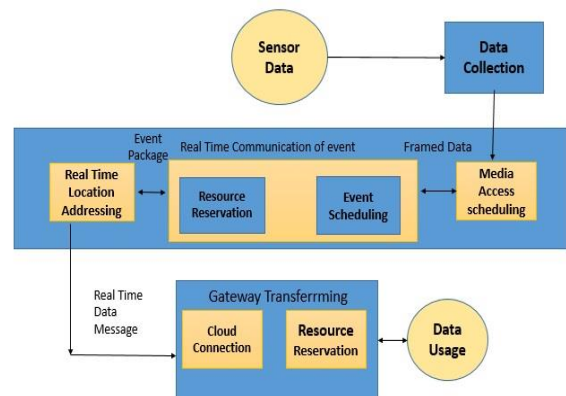 Sensor
Data
Data
Collection
Event
Package
Real Time Communication of event
Framed Data
Real Time
Location
Addressing
Resource
Reservation
Event
Scheduling
Media
Access
scheduling
Real Time
Data
Message
Gateway Transferrming
Cloud
Connection
Resource
Reservation
Data
Usage